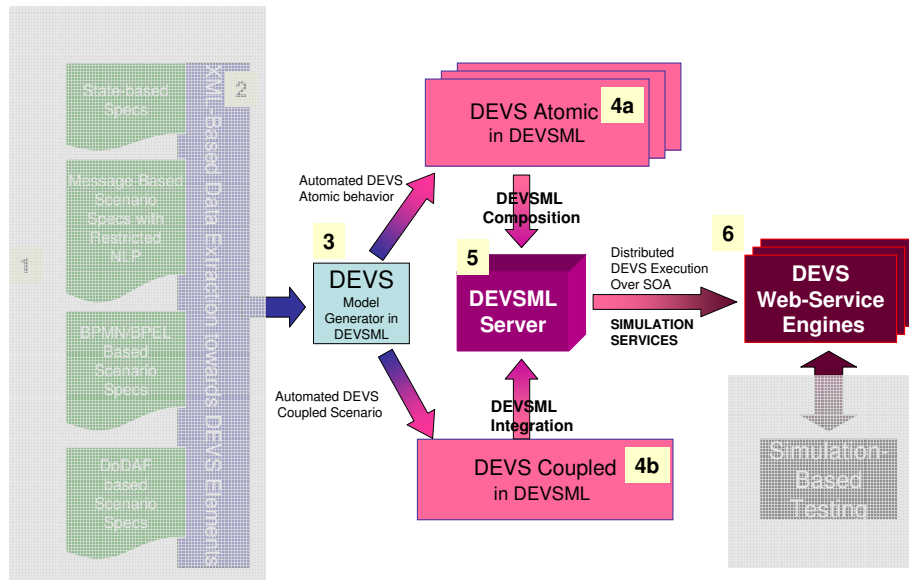 1
2
State-based
Specs
Message-Based
Scenario
Specs with
Restricted
NLP
BPMN/BPEL
Based
Scenario
Specs
DoDAF
based
Scenario
Specs
XML-Based Data Extraction towards DEVS Elements
3
DEVS
Model
Generator in
DEVSML
Automated DEVS
Atomic behavior
Automated DEVS
Coupled Scenario
4a
DEVS Atomic
in DEVSML
DEVSML
Composition
5
DEVSML
Server
DEVSML
Integration
4b
DEVS Coupled
in DEVSML
Distributed
DEVS Execution
Over SOA
SIMULATION
SERVICES
6
DEVS
Web-Service
Engines
Simulation-
Based
Testing